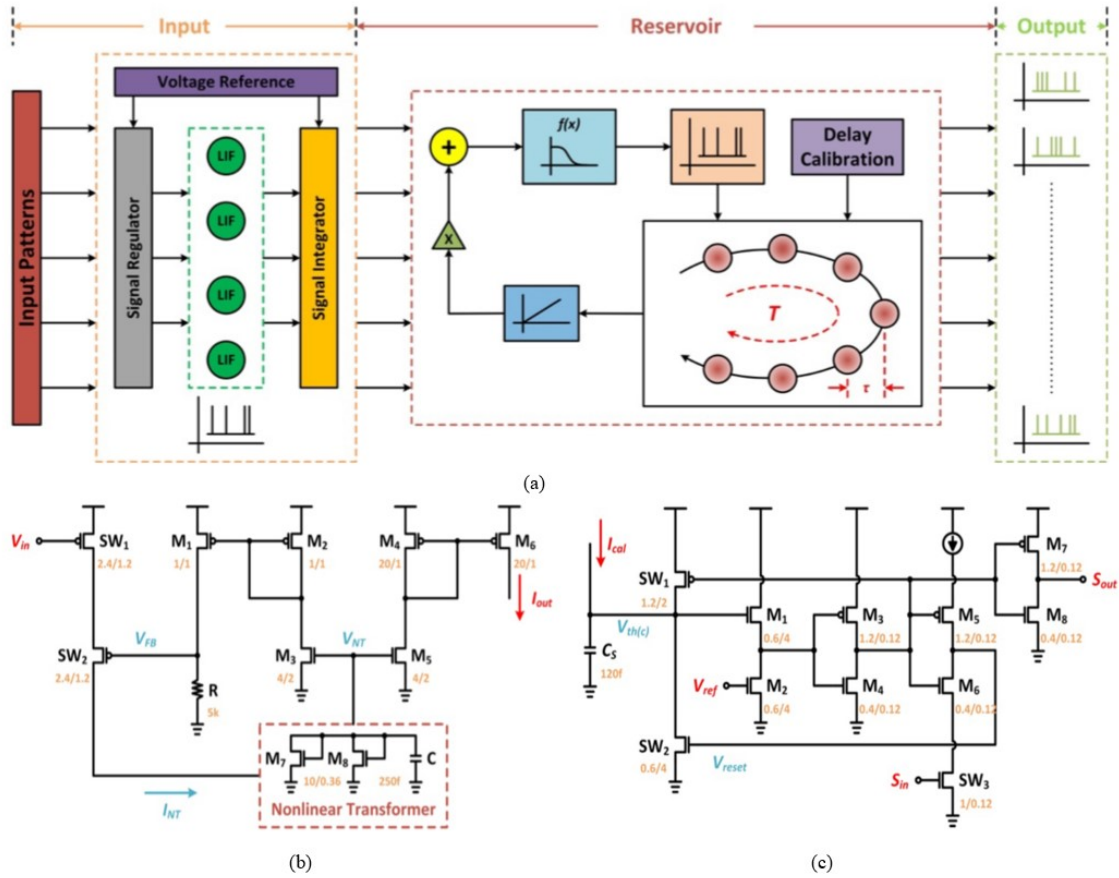 Input
Reservoir
Output
Input Patterns
Voltage Reference
Signal Regulator
LIF
LIF
LIF
LIF
Signal Integrator
+
f(x)
Delay Calibration
X
T
τ
(a)
Vin
SW1
2.4/1.2
M1
1/1
M2
1/1
M4
20/1
M6
20/1
Iout
VFB
VNT
SW2
2.4/1.2
R
5k
M3
4/2
M5
4/2
M7
10/0.36
M8
250f
C
Nonlinear Transformer
INT
(b)
Ical
SW1
1.2/2
Vth(c)
CS
120f
M1
0.6/4
M3
1.2/0.12
M5
1.2/0.12
M7
1.2/0.12
Sout
M8
0.4/0.12
Vref
M2
0.6/4
M4
0.4/0.12
M6
0.4/0.12
SW2
0.6/4
Vreset
Sin
SW3
1/0.12
(c)